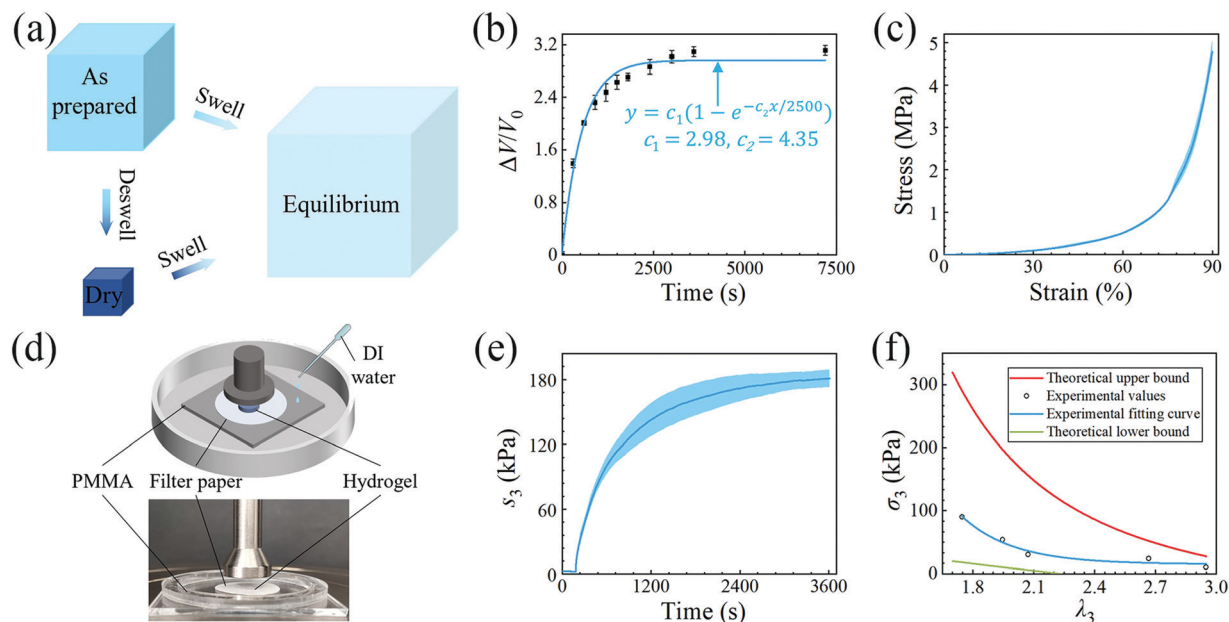 (a)
As
prepared
Swell
Deswell
Dry
Swell
Equilibrium
(b)
ΔV/V₀
3.2
2.4
1.6
0.8
0
y = c₁(1 − e^{−c₂x/2500})
c₁ = 2.98, c₂ = 4.35
0 2500 5000 7500
Time (s)
(c)
Stress (MPa)
5
4
3
2
1
0
0 30 60 90
Strain (%)
(d)
DI
water
PMMA Filter paper Hydrogel
(e)
s₃ (kPa)
180
120
60
0
0 1200 2400 3600
Time (s)
(f)
σ₃ (kPa)
300
200
100
0
Theoretical upper bound
Experimental values
Experimental fitting curve
Theoretical lower bound
1.8 2.1 2.4 2.7 3.0
λ₃